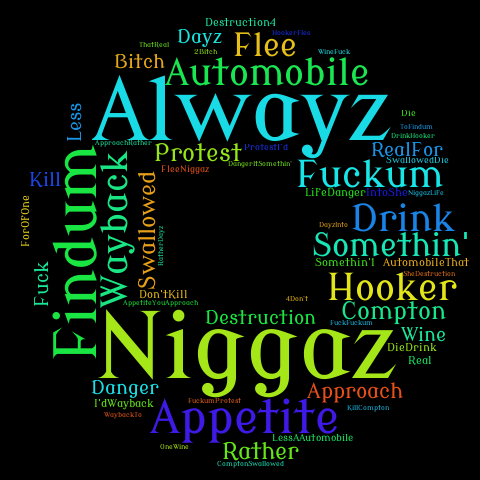 Destruction4
HookerFlee
ThatReal
Dayz
Flee
2Bitch
WineFuck
Bitch
Automobile
Alwayz
Less
Die
ToFindum
DrinkHooker
ApproachRather
Protest
ProtestI'd
RealFor
SwallowedDie
DangerItSomethin'
Fuckum
Kill
FleeNiggaz
Findum
Wayback
Swallowed
LiFeDanger
IntoSho
NiggazLiFe
ForOFOne
Drink
DayzInto
Somethin'
RatherDayz
Somethin'I
AutomobileThat
Fuck
SheDestruction
Hooker
Don'tKill
4Don't
AppetiteYouApproach
Compton
Destruction
FuckFuckum
Niggaz
Wine
DieDrink
Real
Danger
Approach
I'dWayback
FuckumProtest
KillCompton
WaybackTo
Appetite
LessAAutomobile
OneWine
Rather
ComptonSwallowed